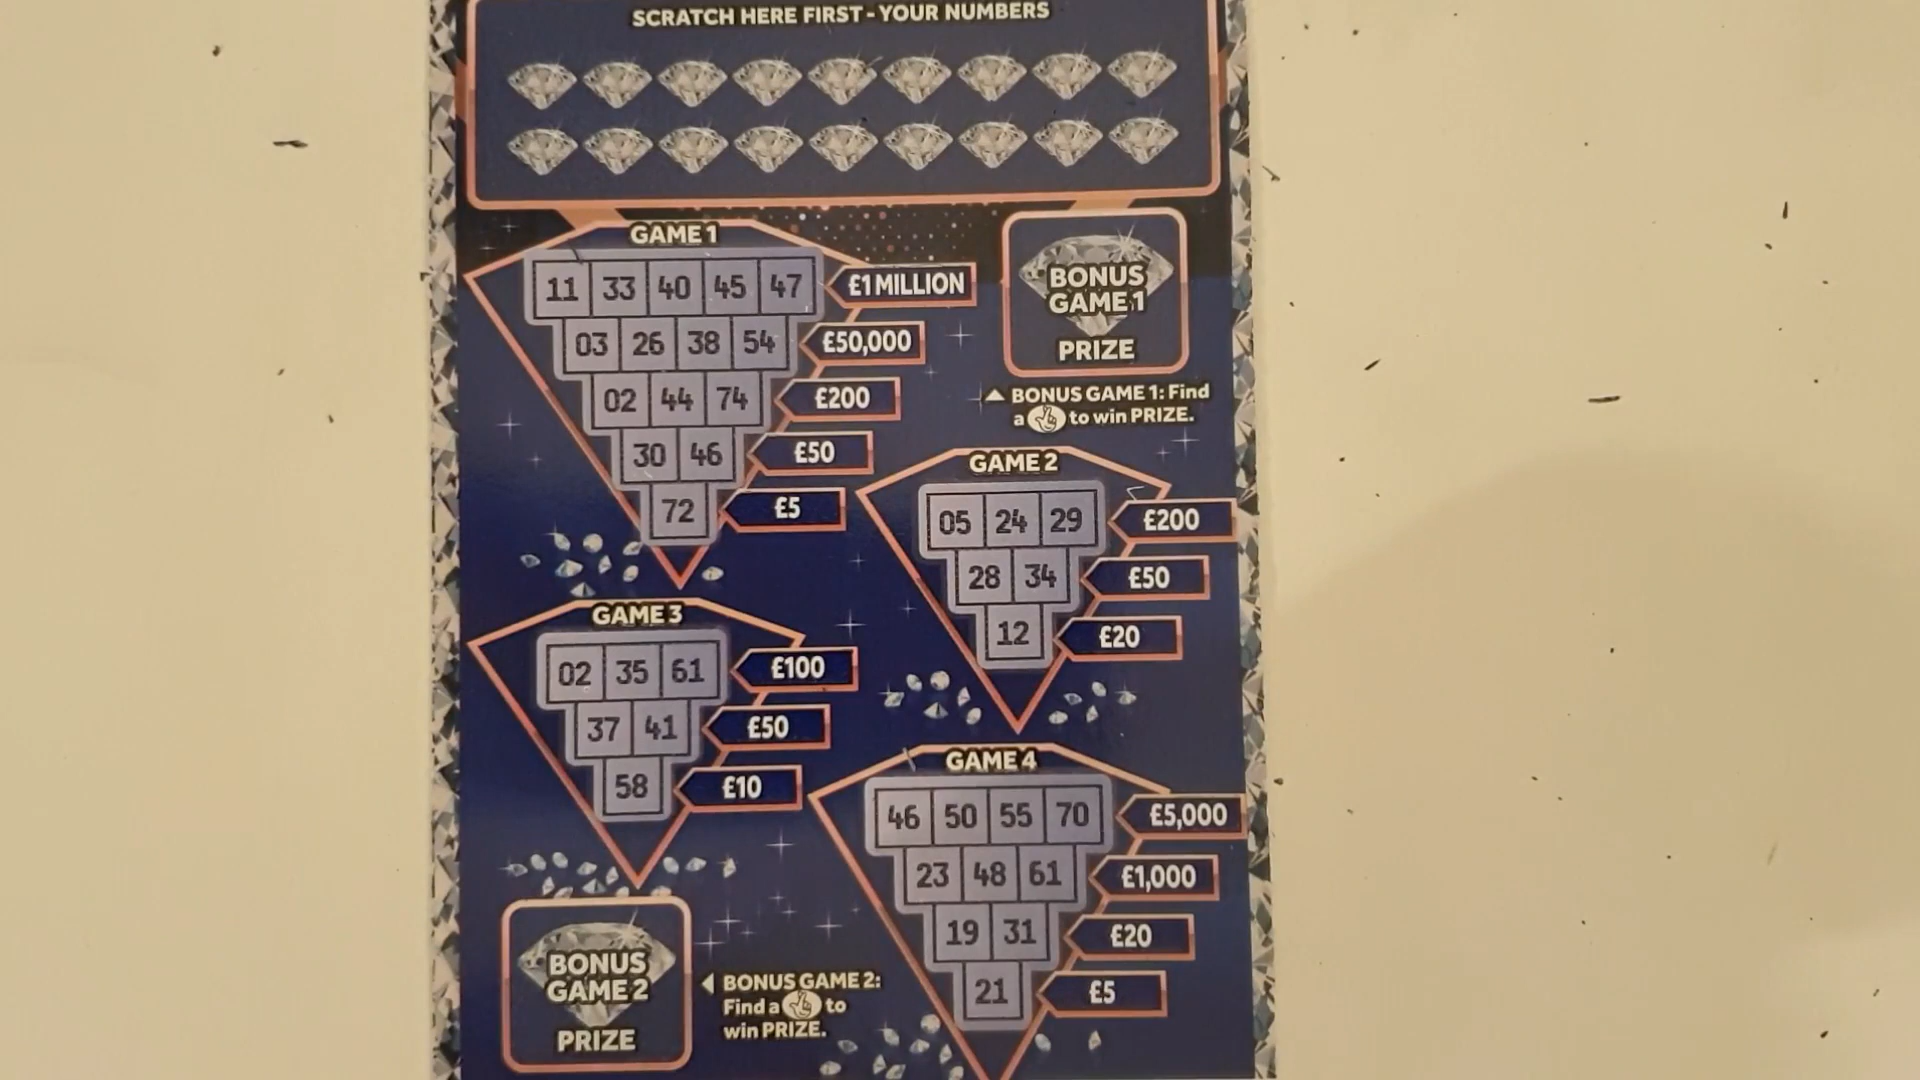 SCRATCH HERE FIRST - YOUR NUMBERS
GAME 1
11 33 40 45 47 £1 MILLION
03 26 38 54 £50,000
02 44 74 £200
30 46 £50
72 £5
BONUS
GAME 1
PRIZE
BONUS GAME 1: Find
a to win PRIZE.
GAME 2
05 24 29 £200
28 34 £50
12 £20
GAME 3
02 35 61 £100
37 41 £50
58 £10
GAME 4
46 50 55 70 £5,000
23 48 61 £1,000
19 31 £20
21 £5
BONUS
GAME 2
PRIZE
BONUS GAME 2:
Find a to
win PRIZE.